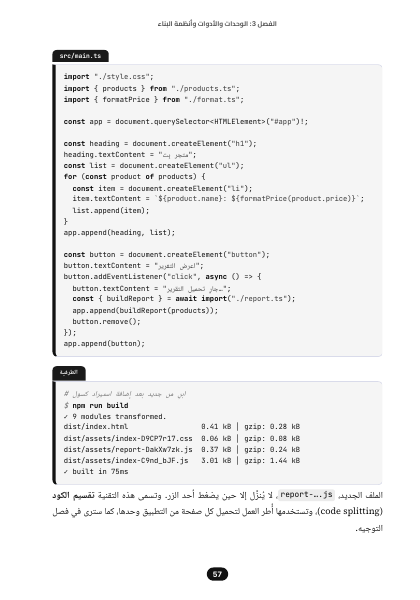 الفصل 3: الوحدات والأدوات وأنظمة البناء
src/main.ts
import "./style.css";
import { products } from "./products.ts";
import { formatPrice } from "./format.ts";
const app = document.querySelector<HTMLElement>("#app")!;
const heading = document.createElement("h1");
heading.textContent = "متجر بِت";
const list = document.createElement("ul");
for (const product of products) {
const item = document.createElement("li");
item.textContent = `${product.name}: ${formatPrice(product.price)}`;
list.append(item);
}
app.append(heading, list);
const button = document.createElement("button");
button.textContent = "اعرض التقرير";
button.addEventListener("click", async () => {
button.textContent = "جارٍ تحميل التقرير…";
const { buildReport } = await import("./report.ts");
app.append(buildReport(products));
button.remove();
});
app.append(button);
الطرفية
# ابنِ من جديد بعد إضافة استيراد كسول
$ npm run build
✓ 9 modules transformed.
dist/index.html 0.41 kB │ gzip: 0.28 kB
dist/assets/index-D9CP7r17.css 0.06 kB │ gzip: 0.08 kB
dist/assets/report-DakXw7zk.js 0.37 kB │ gzip: 0.24 kB
dist/assets/index-C9nd_bJF.js 3.01 kB │ gzip: 1.44 kB
✓ built in 75ms
الملف الجديد، report-….js، لا يُنزَّل إلا حين يضغط أحد الزر. وتسمى هذه التقنية تقسيم الكود
(code splitting)، وتستخدمها أُطر العمل لتحميل كل صفحة من التطبيق وحدها، كما سترى في فصل
التوجيه.
57